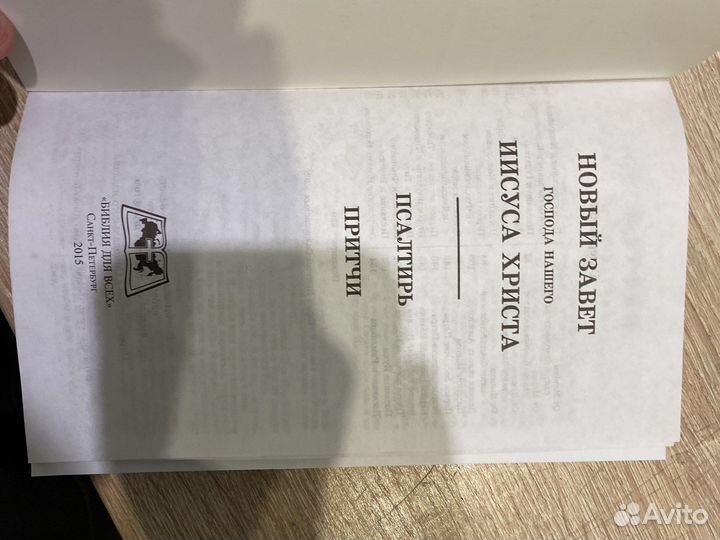 НОВЫЙ ЗАВЕТ
ГОСПОДА НАШЕГО
ИИСУСА ХРИСТА
ПСАЛТИРЬ
ПРИТЧИ
«БИБЛИЯ ДЛЯ ВСЕХ»
САНКТ-ПЕТЕРБУРГ
2015
Avito